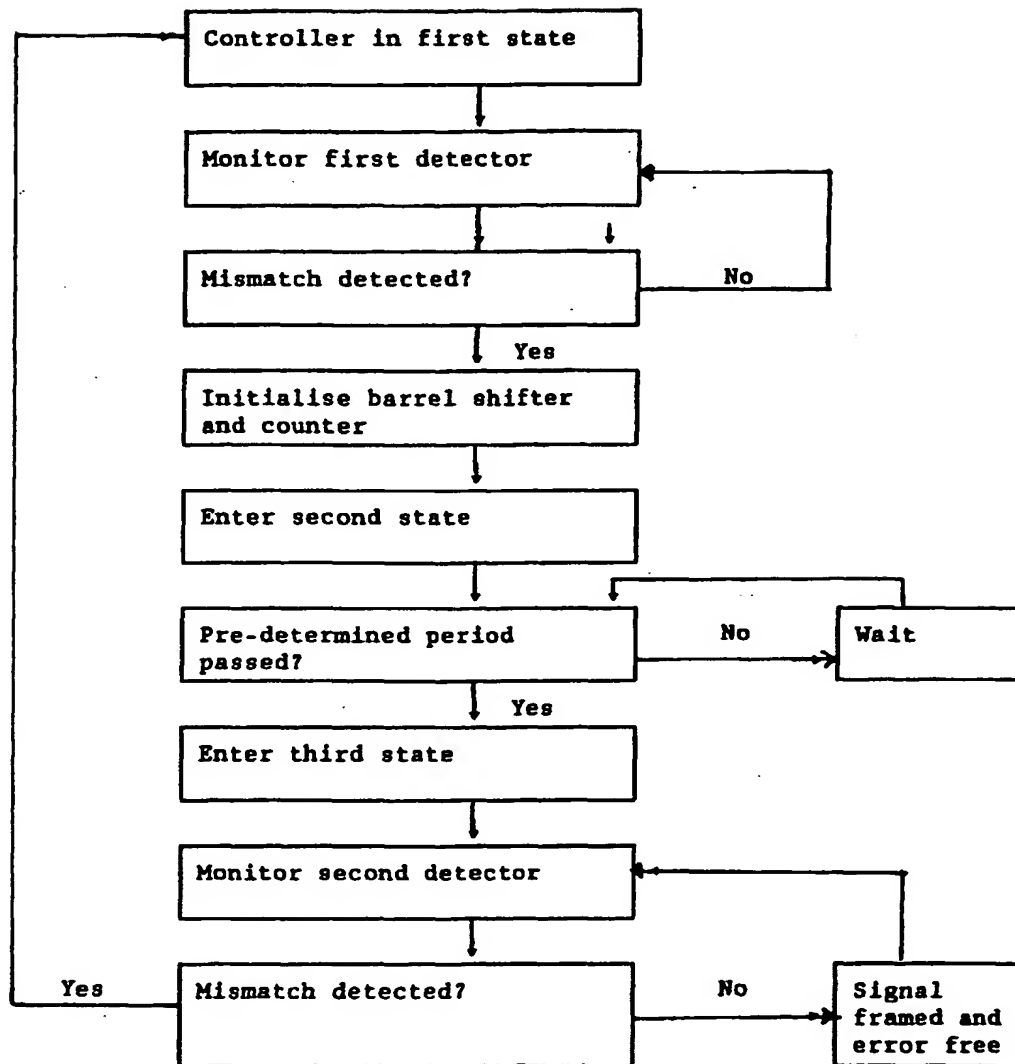 Controller in first state
Monitor first detector
Mismatch detected?
No
Yes
Initialise barrel shifter
and counter
Enter second state
Pre-determined period
passed?
No
Wait
Yes
Enter third state
Monitor second detector
Yes
Mismatch detected?
No
Signal
framed and
error free